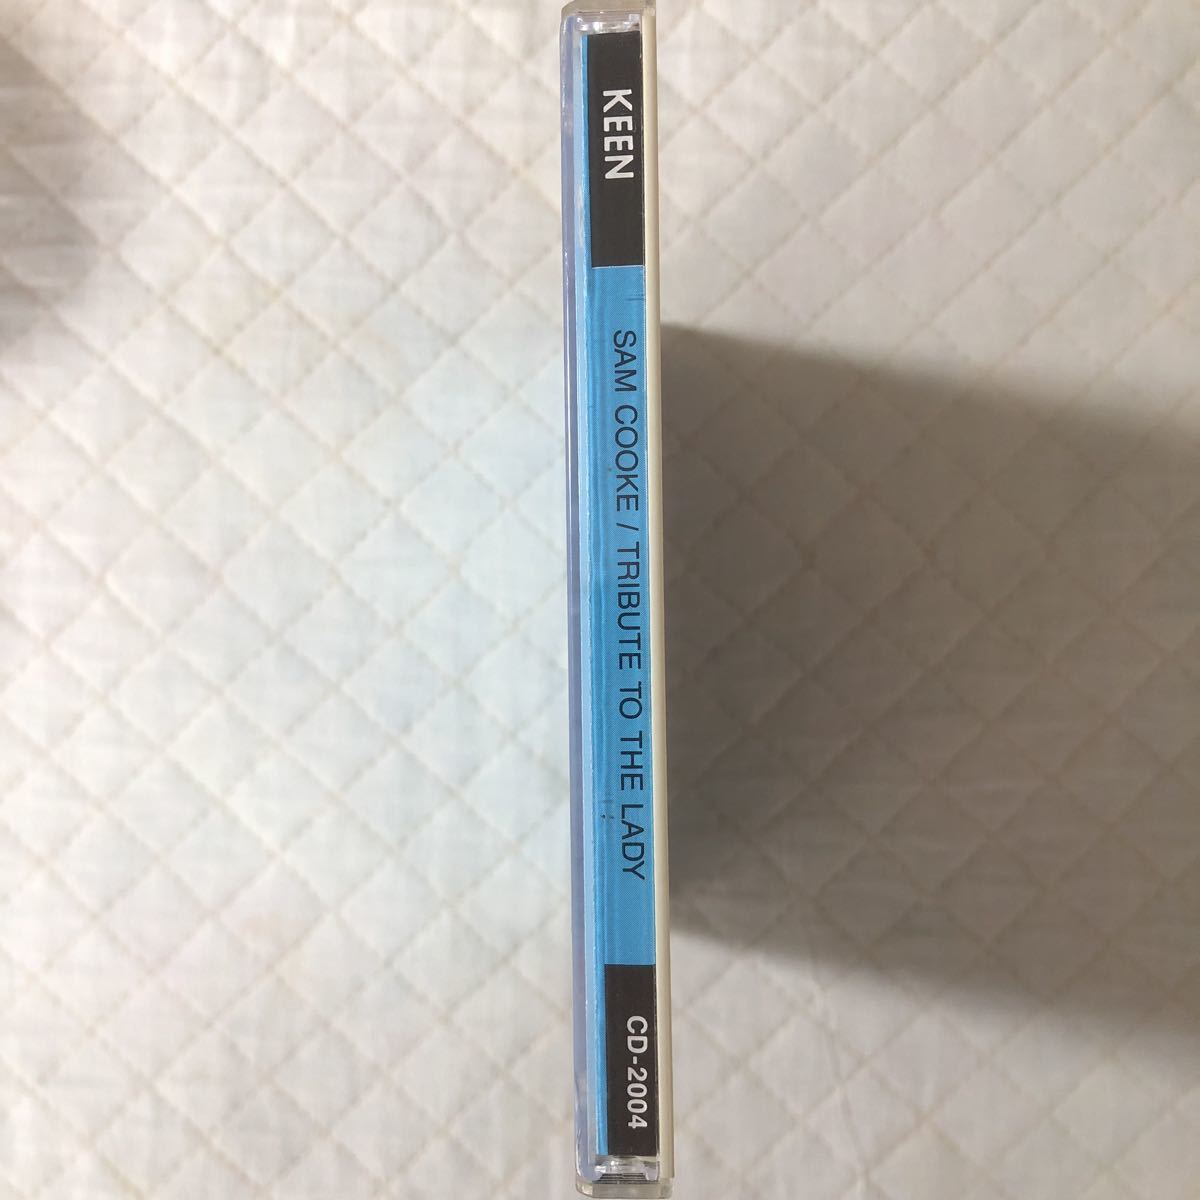 KEEN
SAM COOKE / TRIBUTE TO THE LADY
CD-2004